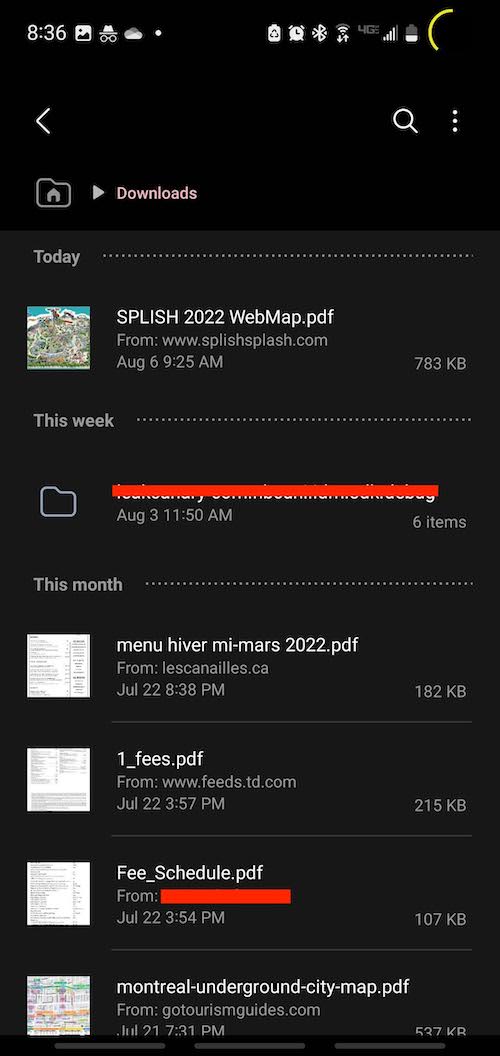 8:36
4GE
Downloads
Today
SPLISH 2022 WebMap.pdf
From: www.splishsplash.com
Aug 6 9:25 AM
783 KB
This week
Aug 3 11:50 AM
6 items
This month
menu hiver mi-mars 2022.pdf
From: lescanailles.ca
Jul 22 8:38 PM
182 KB
1_fees.pdf
From: www.feeds.td.com
Jul 22 3:57 PM
215 KB
Fee_Schedule.pdf
From:
Jul 22 3:54 PM
107 KB
montreal-underground-city-map.pdf
From: gotourismguides.com
Jul 21 7:31 PM
537 KB